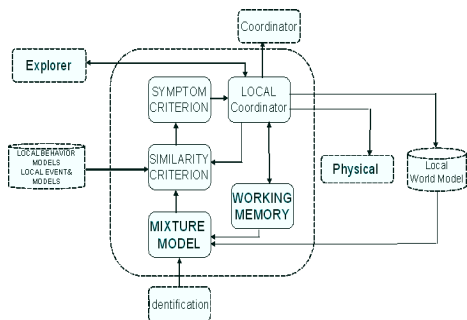 Coordinator
Explorer
SYMPTOM
CRITERION
LOCAL
Coordinator
LOCAL BEHAVIOR
MODELS
LOCAL EVENT&
MODELS
SIMILARITY
CRITERION
Physical
Local
World Model
WORKING
MEMORY
MIXTURE
MODEL
dentification